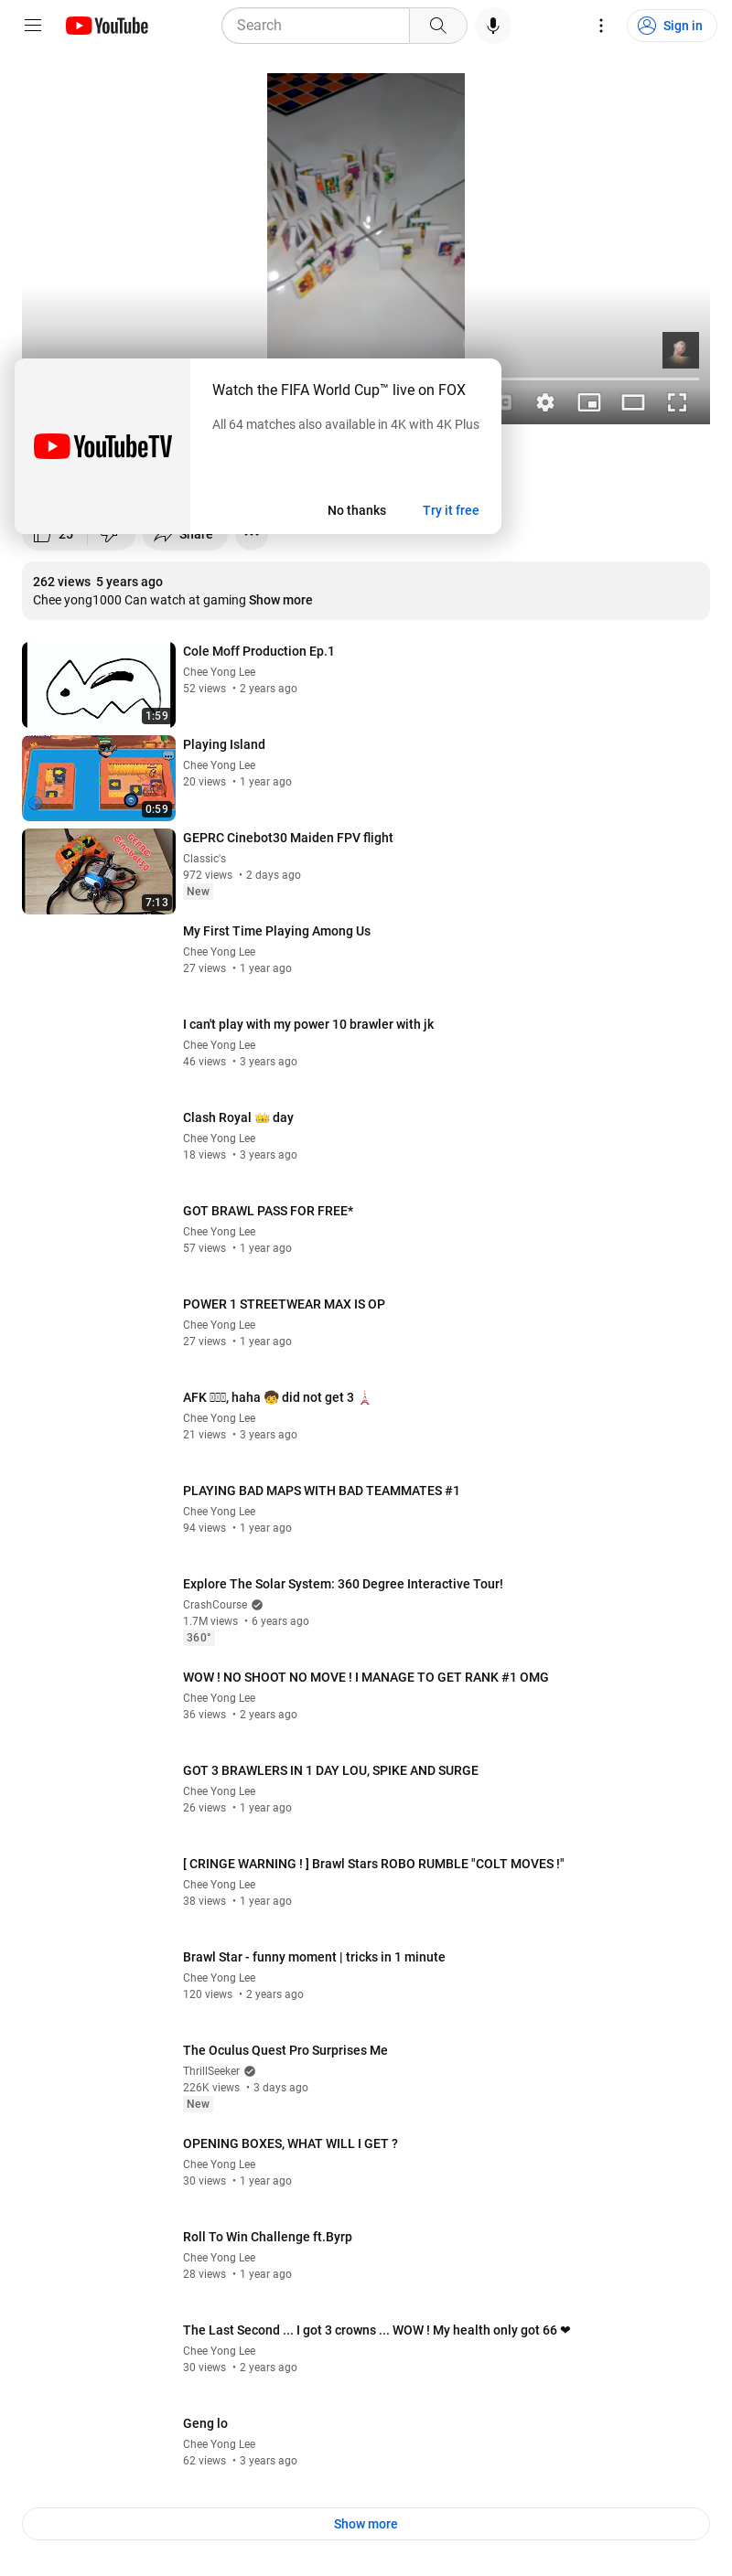 YouTube
Search
Sign in
Watch the FIFA World Cup™ live on FOX
All 64 matches also available in 4K with 4K Plus
YouTubeTV
No thanks
Try it free
25
Share
262 views 5 years ago
Chee yong1000 Can watch at gaming Show more
Cole Moff Production Ep.1
Chee Yong Lee
52 views • 2 years ago
1:59
Playing Island
Chee Yong Lee
20 views • 1 year ago
0:59
GEPRC Cinebot30 Maiden FPV flight
Classic's
972 views • 2 days ago
New
7:13
My First Time Playing Among Us
Chee Yong Lee
27 views • 1 year ago
I can't play with my power 10 brawler with jk
Chee Yong Lee
46 views • 3 years ago
Clash Royal 👑 day
Chee Yong Lee
18 views • 3 years ago
GOT BRAWL PASS FOR FREE*
Chee Yong Lee
57 views • 1 year ago
POWER 1 STREETWEAR MAX IS OP
Chee Yong Lee
27 views • 1 year ago
AFK , haha 🧒 did not get 3 🗼
Chee Yong Lee
21 views • 3 years ago
PLAYING BAD MAPS WITH BAD TEAMMATES #1
Chee Yong Lee
94 views • 1 year ago
Explore The Solar System: 360 Degree Interactive Tour!
CrashCourse
1.7M views • 6 years ago
360°
WOW ! NO SHOOT NO MOVE ! I MANAGE TO GET RANK #1 OMG
Chee Yong Lee
36 views • 2 years ago
GOT 3 BRAWLERS IN 1 DAY LOU, SPIKE AND SURGE
Chee Yong Lee
26 views • 1 year ago
[ CRINGE WARNING ! ] Brawl Stars ROBO RUMBLE "COLT MOVES !"
Chee Yong Lee
38 views • 1 year ago
Brawl Star - funny moment | tricks in 1 minute
Chee Yong Lee
120 views • 2 years ago
The Oculus Quest Pro Surprises Me
ThrillSeeker
226K views • 3 days ago
New
OPENING BOXES, WHAT WILL I GET ?
Chee Yong Lee
30 views • 1 year ago
Roll To Win Challenge ft.Byrp
Chee Yong Lee
28 views • 1 year ago
The Last Second ... I got 3 crowns ... WOW ! My health only got 66 ❤
Chee Yong Lee
30 views • 2 years ago
Geng lo
Chee Yong Lee
62 views • 3 years ago
Show more